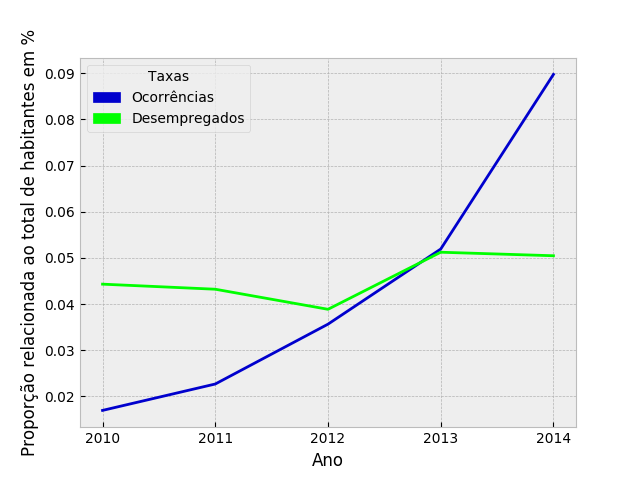 Proporção relacionada ao total de habitantes em %
0.09
0.08
0.07
0.06
0.05
0.04
0.03
0.02
Taxas
Ocorrências
Desempregados
2010 2011 2012 2013 2014
Ano